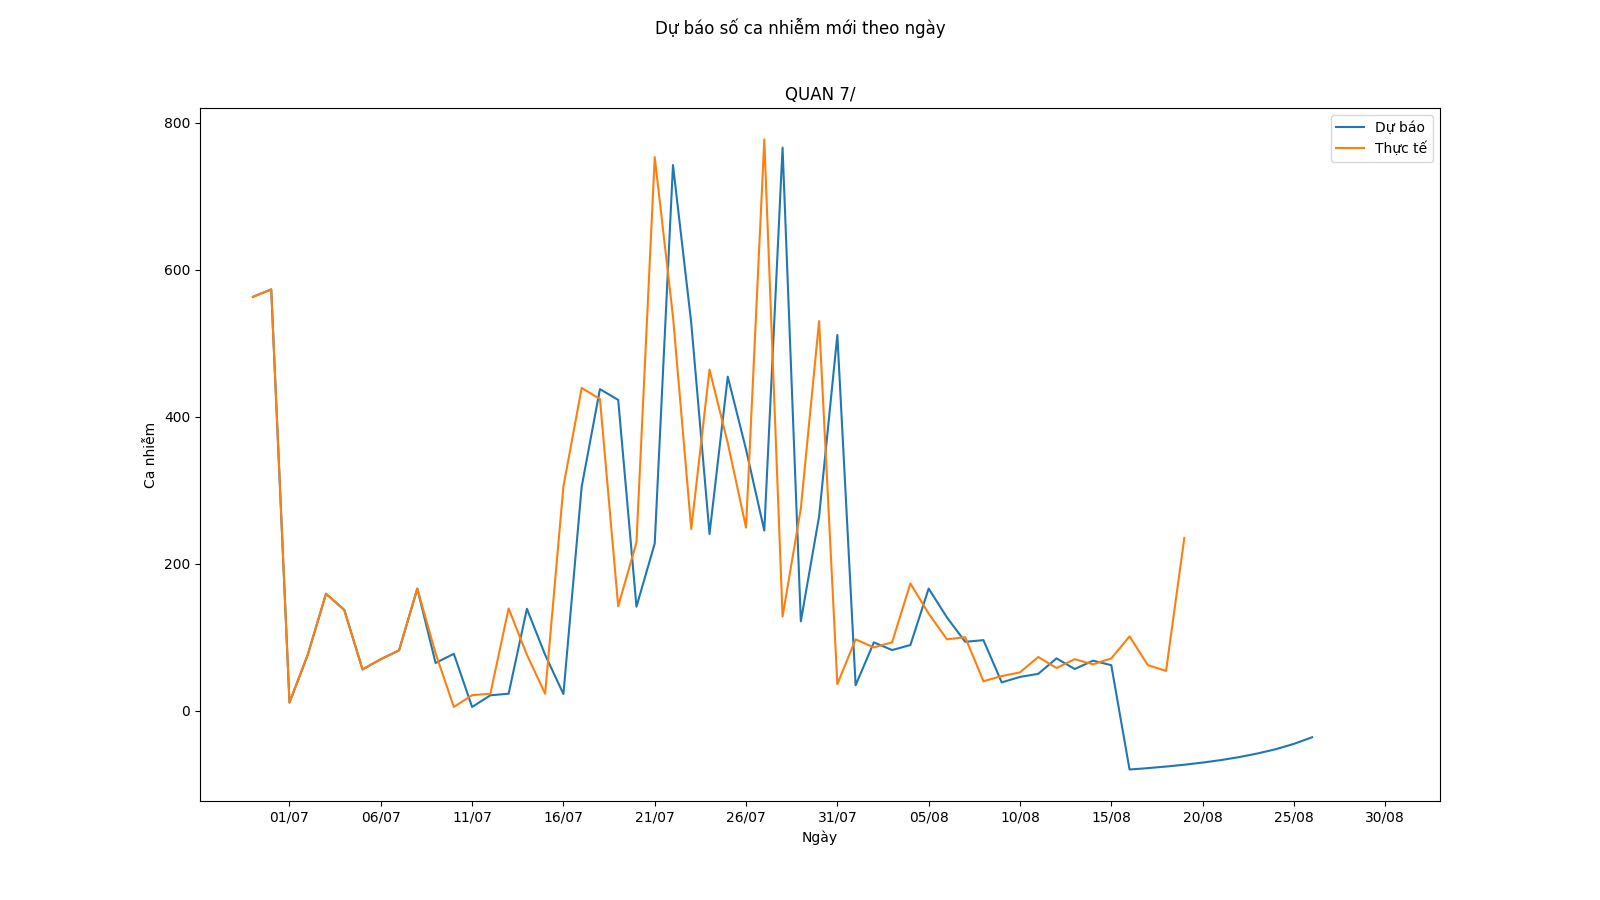 Dự báo số ca nhiễm mới theo ngày
QUAN 7/
Dự báo
Thực tế
800
600
400
200
0
Ca nhiễm
01/07 06/07 11/07 16/07 21/07 26/07 31/07 05/08 10/08 15/08 20/08 25/08 30/08
Ngày